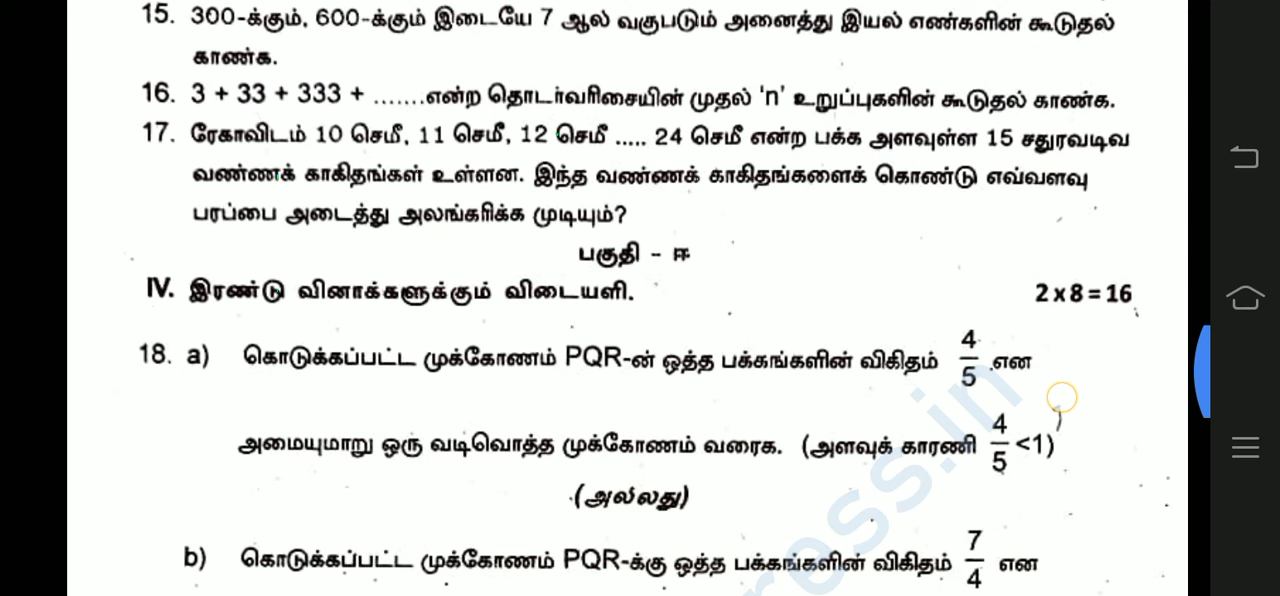 15. 300-க்கும், 600-க்கும் இடையே 7 ஆல் வகுபடும் அனைத்து இயல் எண்களின் கூடுதல்
காண்க.
16. 3 + 33 + 333 + .......என்ற தொடர்வரிசையின் முதல் 'n' உறுப்புகளின் கூடுதல் காண்க.
17. ரேகாவிடம் 10 செமீ, 11 செமீ, 12 செமீ ..... 24 செமீ என்ற பக்க அளவுள்ள 15 சதுரவடிவ
வண்ணக் காகிதங்கள் உள்ளன. இந்த வண்ணக் காகிதங்களைக் கொண்டு எவ்வளவு
பரப்பை அடைத்து அலங்கரிக்க முடியும்?
பகுதி - ஈ
IV. இரண்டு வினாக்களுக்கும் விடையளி. 2 x 8 = 16
18. a) கொடுக்கப்பட்ட முக்கோணம் PQR-ன் ஒத்த பக்கங்களின் விகிதம் 4/5 என
அமையுமாறு ஒரு வடிவொத்த முக்கோணம் வரைக. (அளவுக் காரணி 4/5 <1)
(அல்லது)
b) கொடுக்கப்பட்ட முக்கோணம் PQR-க்கு ஒத்த பக்கங்களின் விகிதம் 7/4 என
ress.in